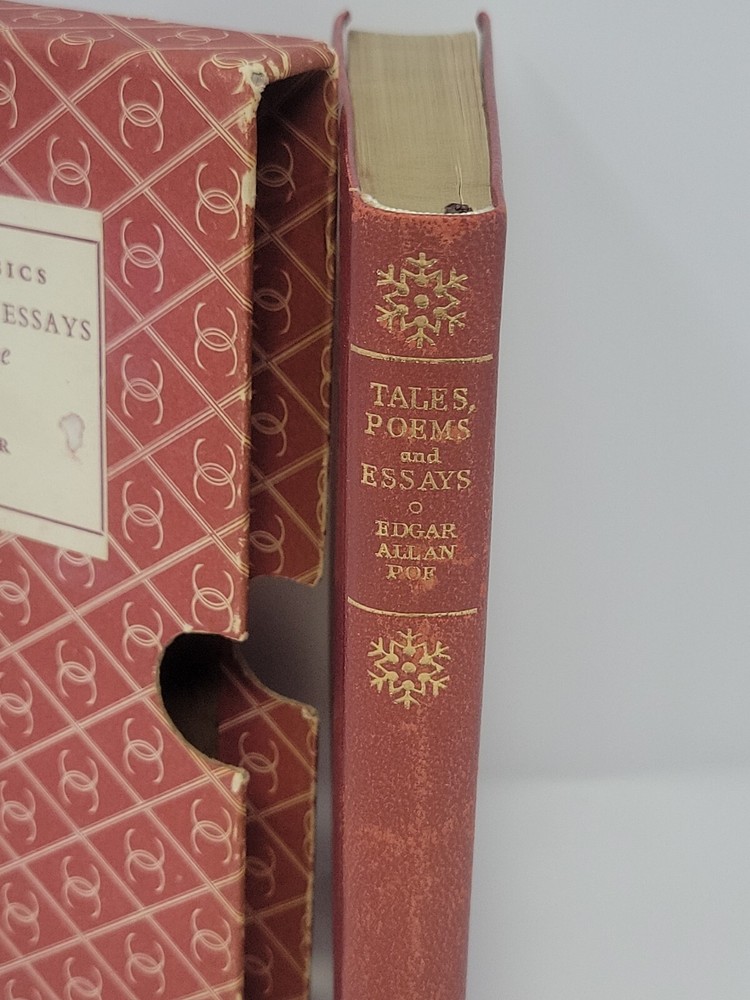 SICS
ESSAYS
e
R
TALES,
POEMS
and
ESSAYS
EDGAR
ALLAN
POE